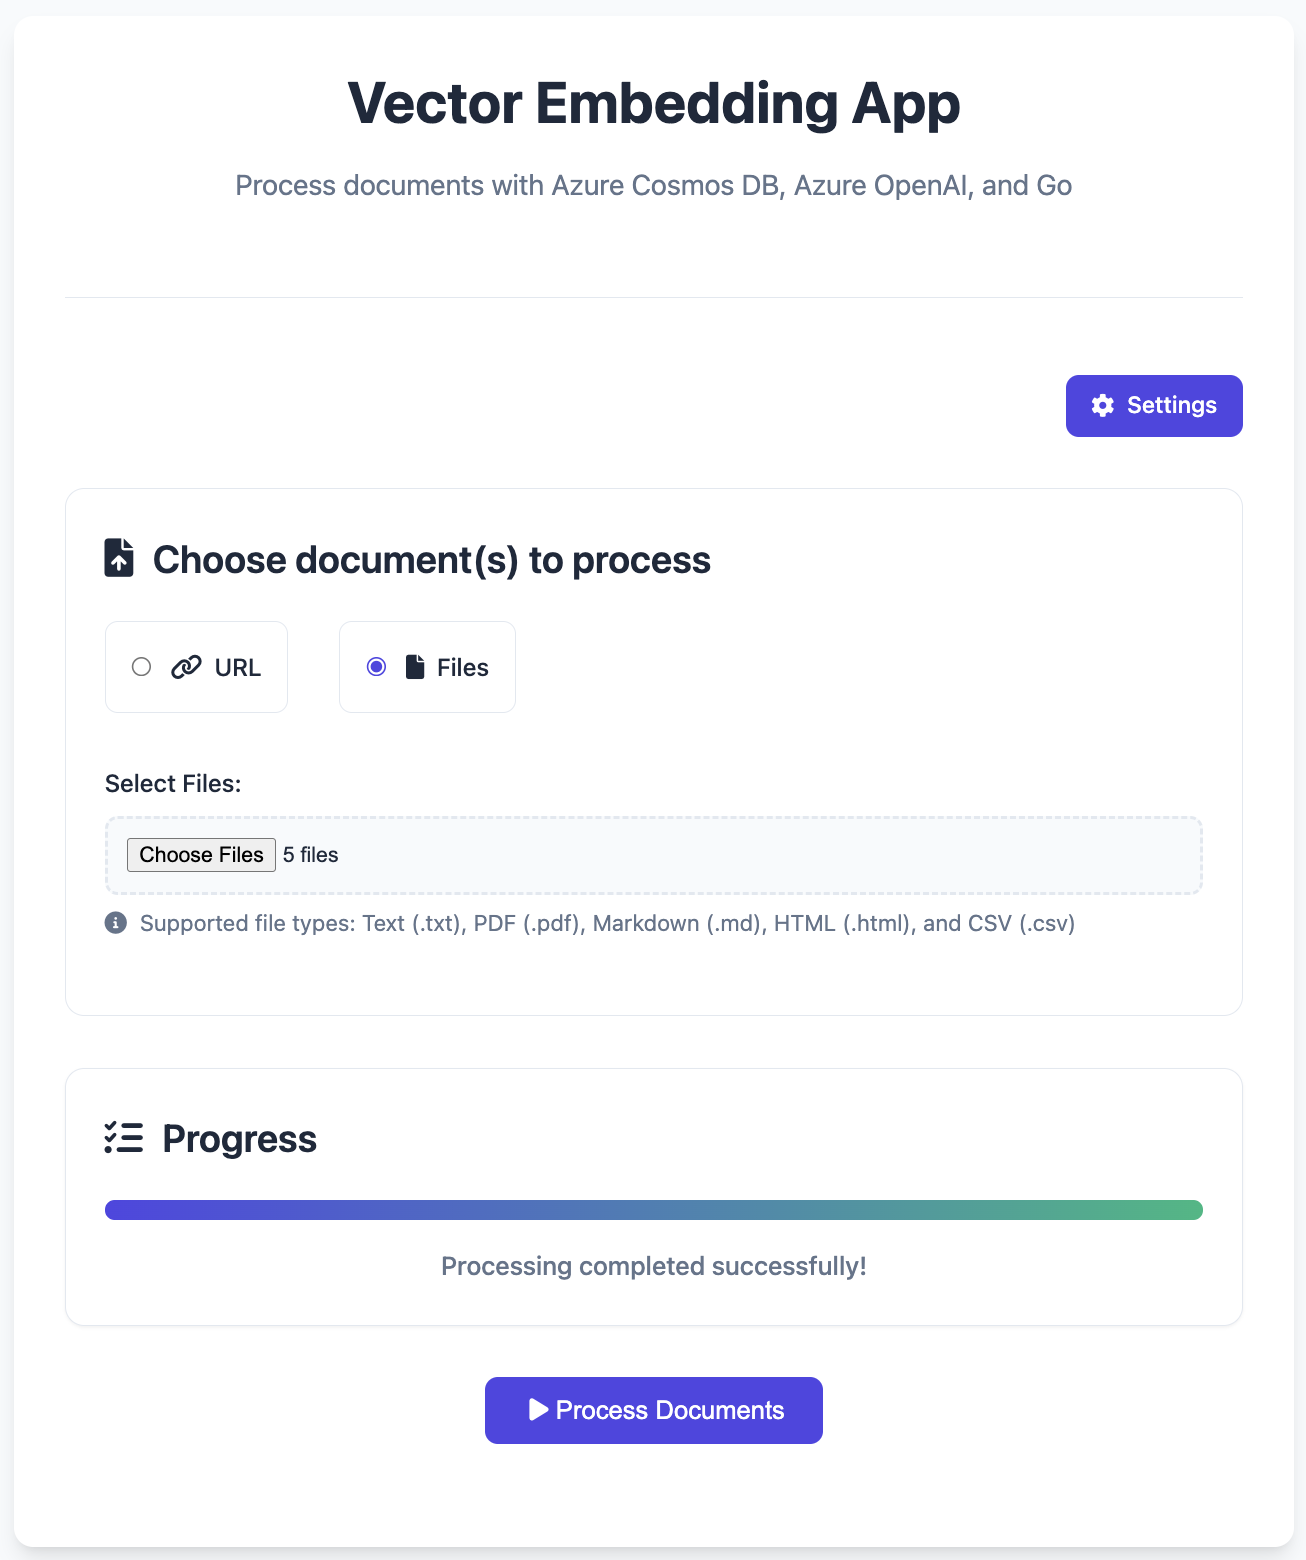 Vector Embedding App
Process documents with Azure Cosmos DB, Azure OpenAI, and Go
Settings
Choose document(s) to process
URL
Files
Select Files:
Choose Files 5 files
Supported file types: Text (.txt), PDF (.pdf), Markdown (.md), HTML (.html), and CSV (.csv)
Progress
Processing completed successfully!
Process Documents